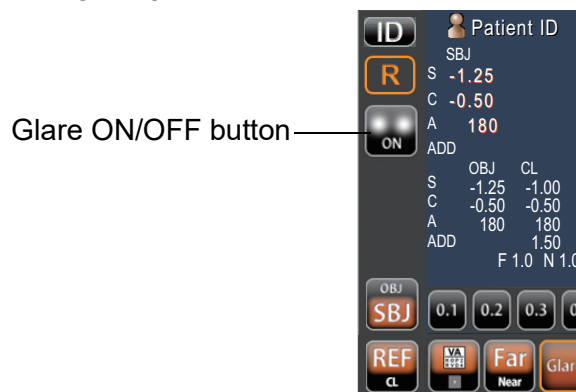 ID
Patient ID
SBJ
R
S -1.25
C -0.50
Glare ON/OFF button
ON
A 180
ADD
OBJ CL
S -1.25 -1.00
C -0.50 -0.50
A 180 180
ADD 1.50
F 1.0 N 1.0
OBJ
SBJ
0.1 0.2 0.3
REF
CL
VA
Far
Near
Glar